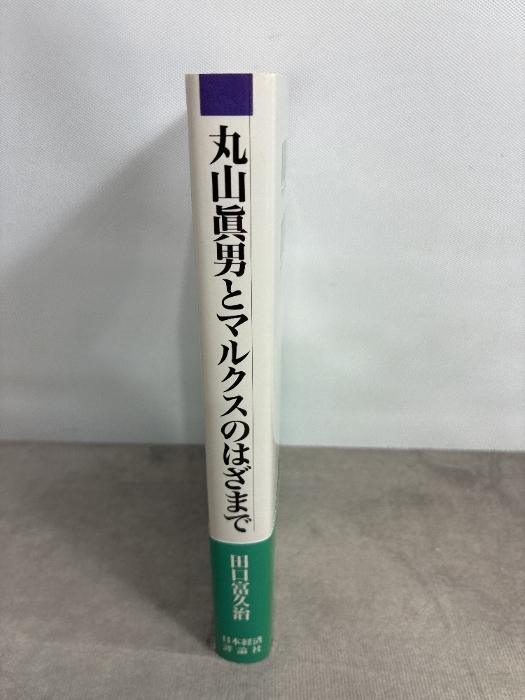 丸山眞男とマルクスのはざまで
田口富久治
日本経済
評論社